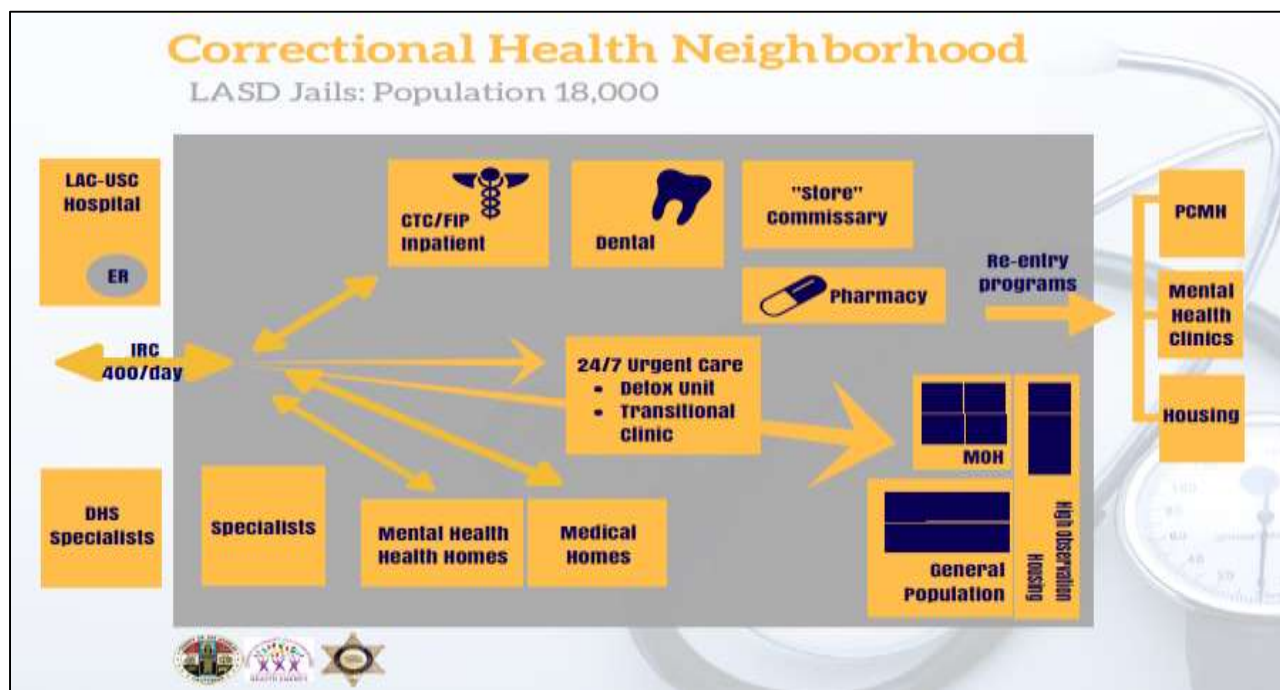 Correctional Health Neighborhood
LASD Jails: Population 18,000
LAC-USC
Hospital
ER
IRC
400/day
DHS
Specialists
CTC/FIP
Inpatient
Dental
"Store"
Commissary
Pharmacy
24/7 Urgent Care
• Detox Unit
• Transitional
Clinic
Specialists
Mental Health
Health Homes
Medical
Homes
MOH
General
Population
High Observation
Housing
Re-entry
programs
PCMH
Mental
Health
Clinics
Housing
HEALTH AGENCY